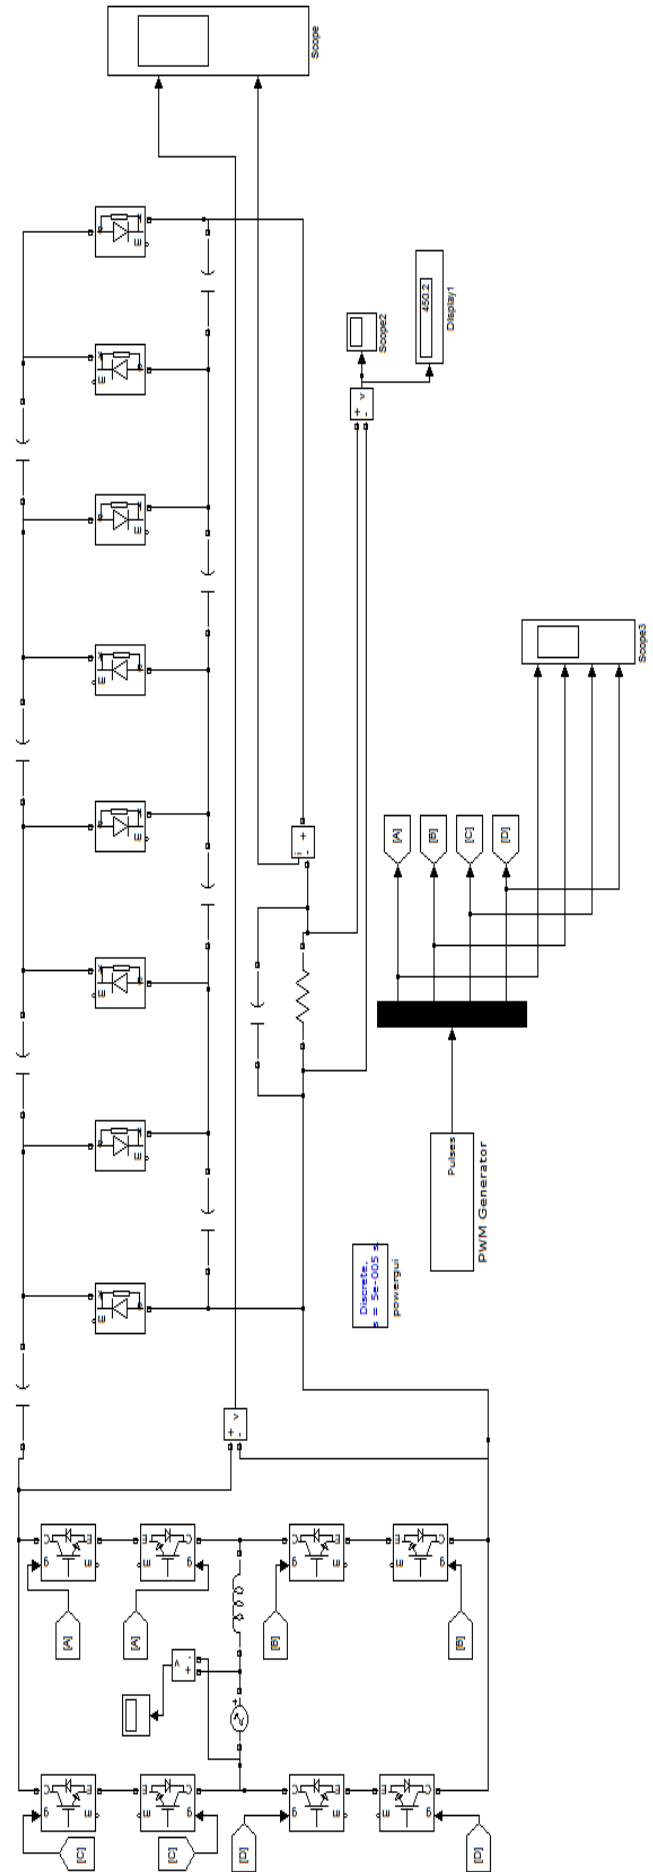 Scope
Scope2
450.2
Display1
Scope3
[A]
[B]
[C]
[D]
Pulses
PWM Generator
Discrete,
s = 5e-005 s.
powergui
+ v
-
+ v
-
i
+ -
[A]
[A]
[B]
[B]
[C]
[C]
[D]
[D]
g C
m E
g C
m E
g C
m E
g C
m E
g C
m E
g C
m E
g C
m E
g C
m E